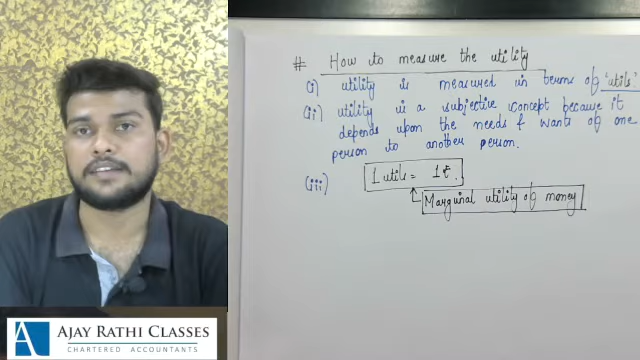 # How to measure the utility
(i) utility is measured in terms of 'utils'
(ii) utility is a subjective concept because it
depends upon the needs & wants of one
person to another person.
(iii) 1 utils = 1₹.
Marginal utility of money
AJAY RATHI CLASSES
CHARTERED ACCOUNTANTS